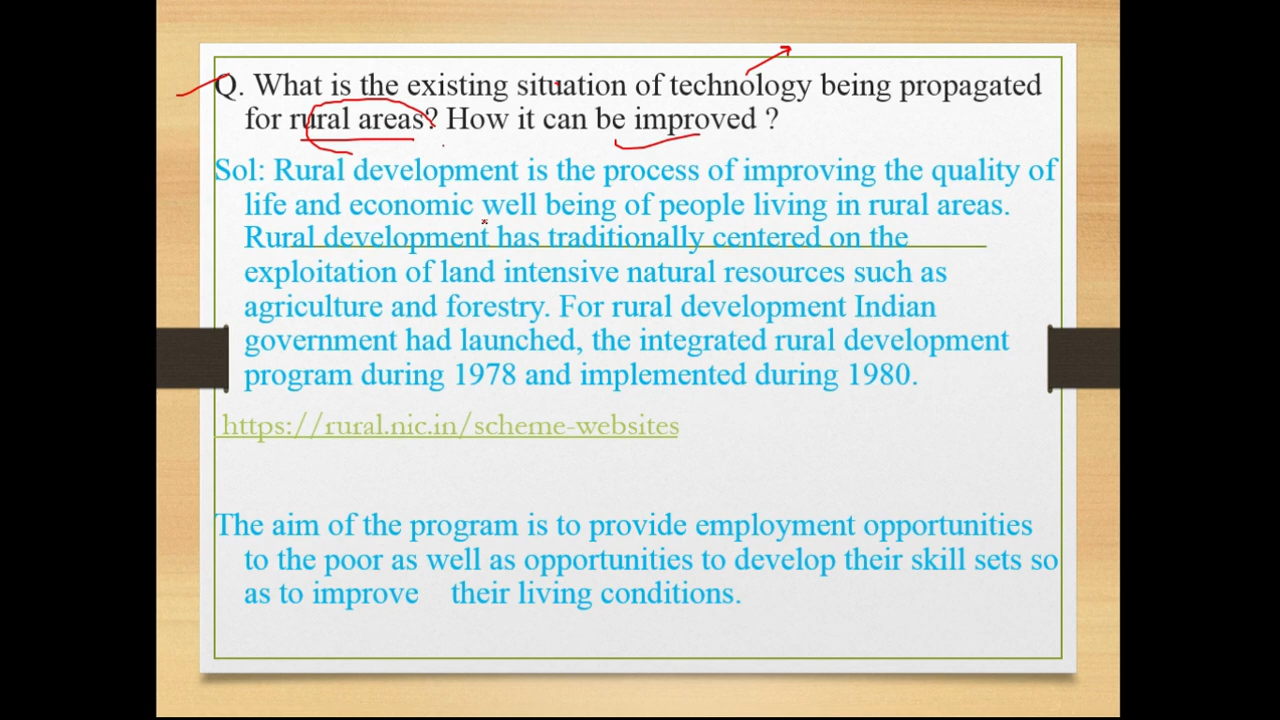 Q. What is the existing situation of technology being propagated
for rural areas? How it can be improved ?
Sol: Rural development is the process of improving the quality of
life and economic well being of people living in rural areas.
Rural development has traditionally centered on the
exploitation of land intensive natural resources such as
agriculture and forestry. For rural development Indian
government had launched, the integrated rural development
program during 1978 and implemented during 1980.
https://rural.nic.in/scheme-websites
The aim of the program is to provide employment opportunities
to the poor as well as opportunities to develop their skill sets so
as to improve their living conditions.